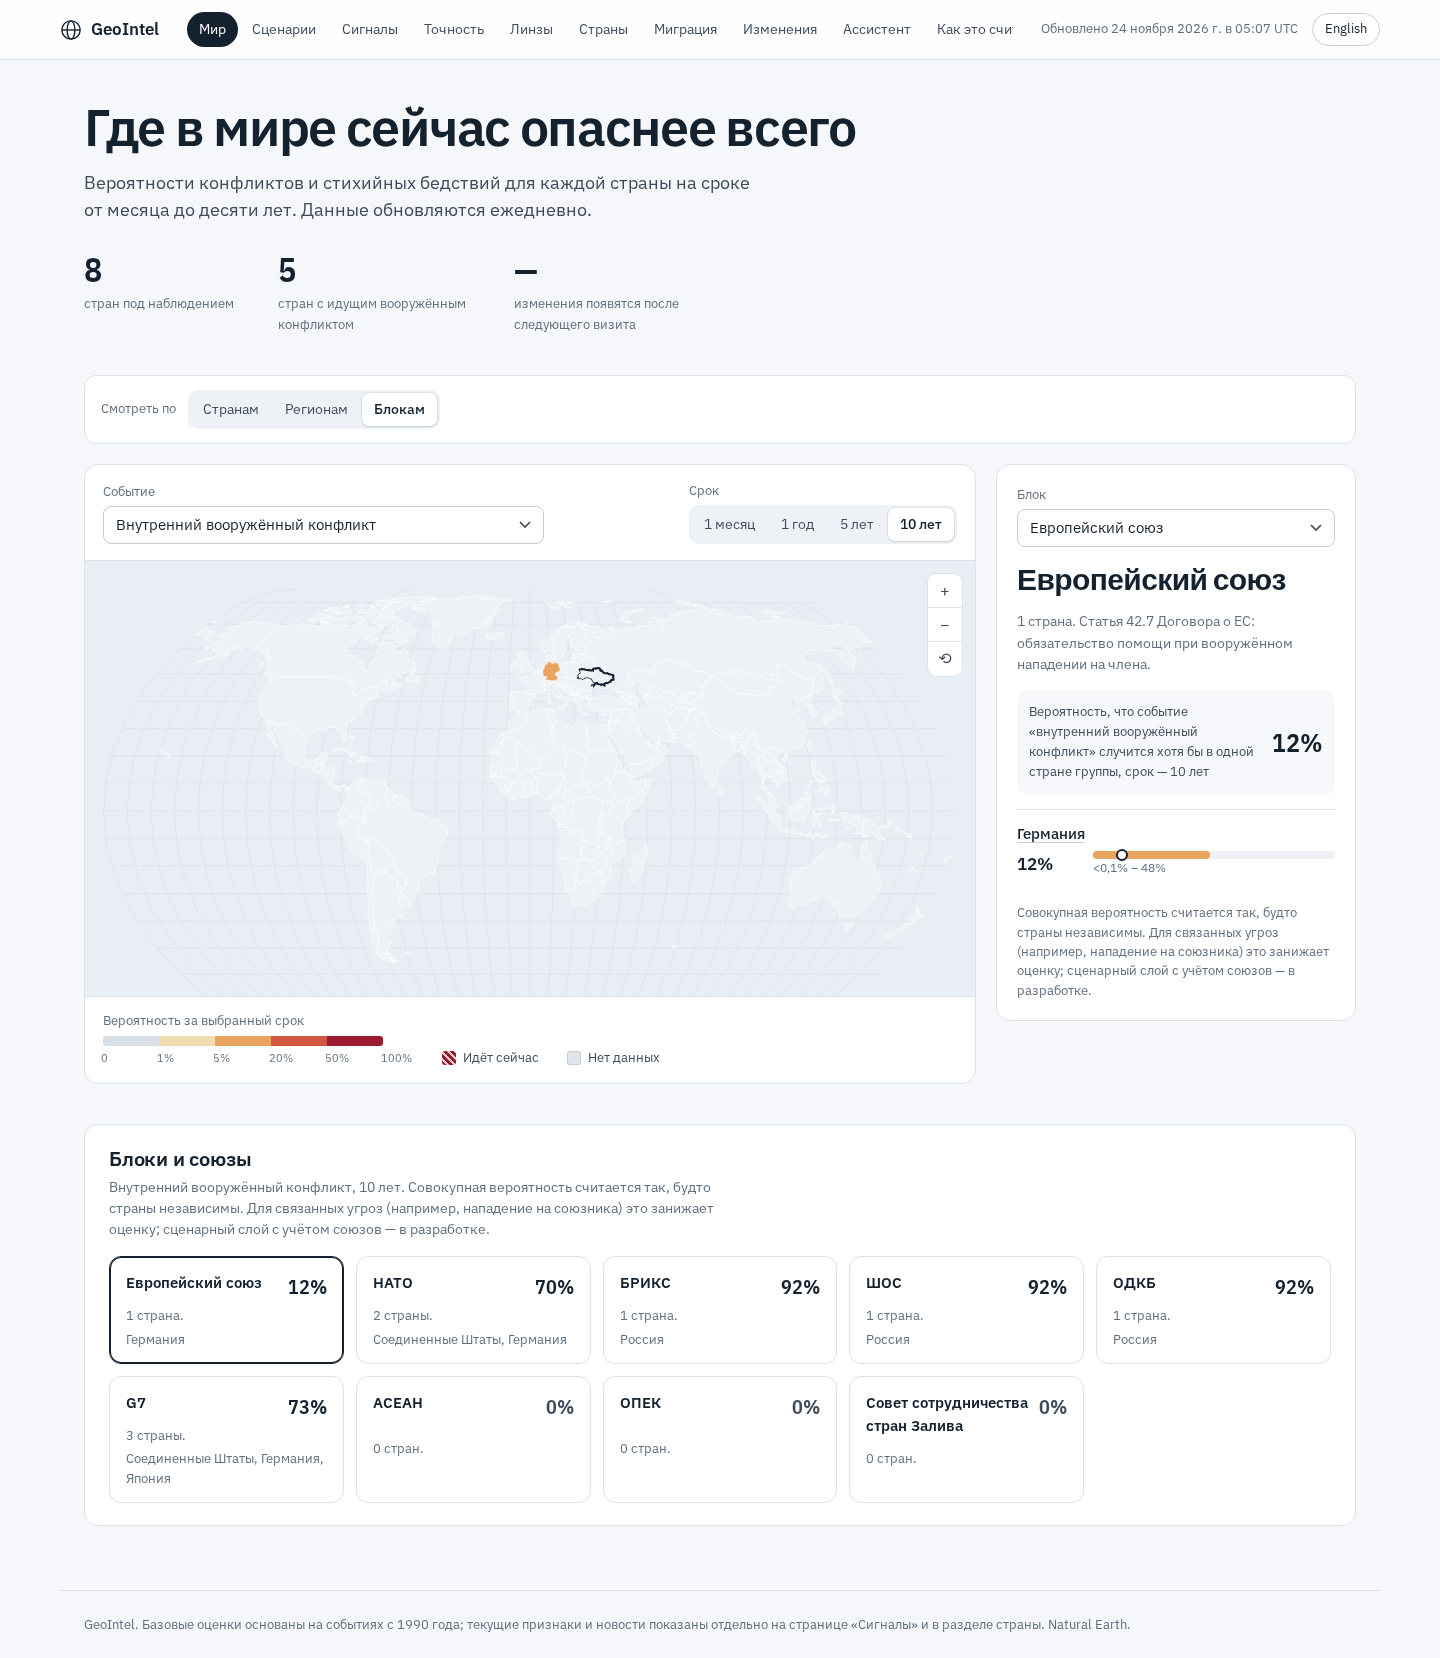 GeoIntel
Мир
Сценарии
Сигналы
Точность
Линзы
Страны
Миграция
Изменения
Ассистент
Как это счи
Обновлено 24 ноября 2026 г. в 05:07 UTC
English
Где в мире сейчас опаснее всего
Вероятности конфликтов и стихийных бедствий для каждой страны на сроке
от месяца до десяти лет. Данные обновляются ежедневно.
8
стран под наблюдением
5
стран с идущим вооружённым
конфликтом
—
изменения появятся после
следующего визита
Смотреть по
Странам
Регионам
Блокам
Событие
Внутренний вооружённый конфликт
Срок
1 месяц
1 год
5 лет
10 лет
+
−
⟲
Вероятность за выбранный срок
0
1%
5%
20%
50%
100%
Идёт сейчас
Нет данных
Блок
Европейский союз
Европейский союз
1 страна. Статья 42.7 Договора о ЕС:
обязательство помощи при вооружённом
нападении на члена.
Вероятность, что событие
«внутренний вооружённый
конфликт» случится хотя бы в одной
стране группы, срок — 10 лет
12%
Германия
12%
<0,1% – 48%
Совокупная вероятность считается так, будто
страны независимы. Для связанных угроз
(например, нападение на союзника) это занижает
оценку; сценарный слой с учётом союзов — в
разработке.
Блоки и союзы
Внутренний вооружённый конфликт, 10 лет. Совокупная вероятность считается так, будто
страны независимы. Для связанных угроз (например, нападение на союзника) это занижает
оценку; сценарный слой с учётом союзов — в разработке.
Европейский союз
12%
1 страна.
Германия
НАТО
70%
2 страны.
Соединенные Штаты, Германия
БРИКС
92%
1 страна.
Россия
ШОС
92%
1 страна.
Россия
ОДКБ
92%
1 страна.
Россия
G7
73%
3 страны.
Соединенные Штаты, Германия,
Япония
АСЕАН
0%
0 стран.
ОПЕК
0%
0 стран.
Совет сотрудничества
стран Залива
0%
0 стран.
GeoIntel. Базовые оценки основаны на событиях с 1990 года; текущие признаки и новости показаны отдельно на странице «Сигналы» и в разделе страны. Natural Earth.